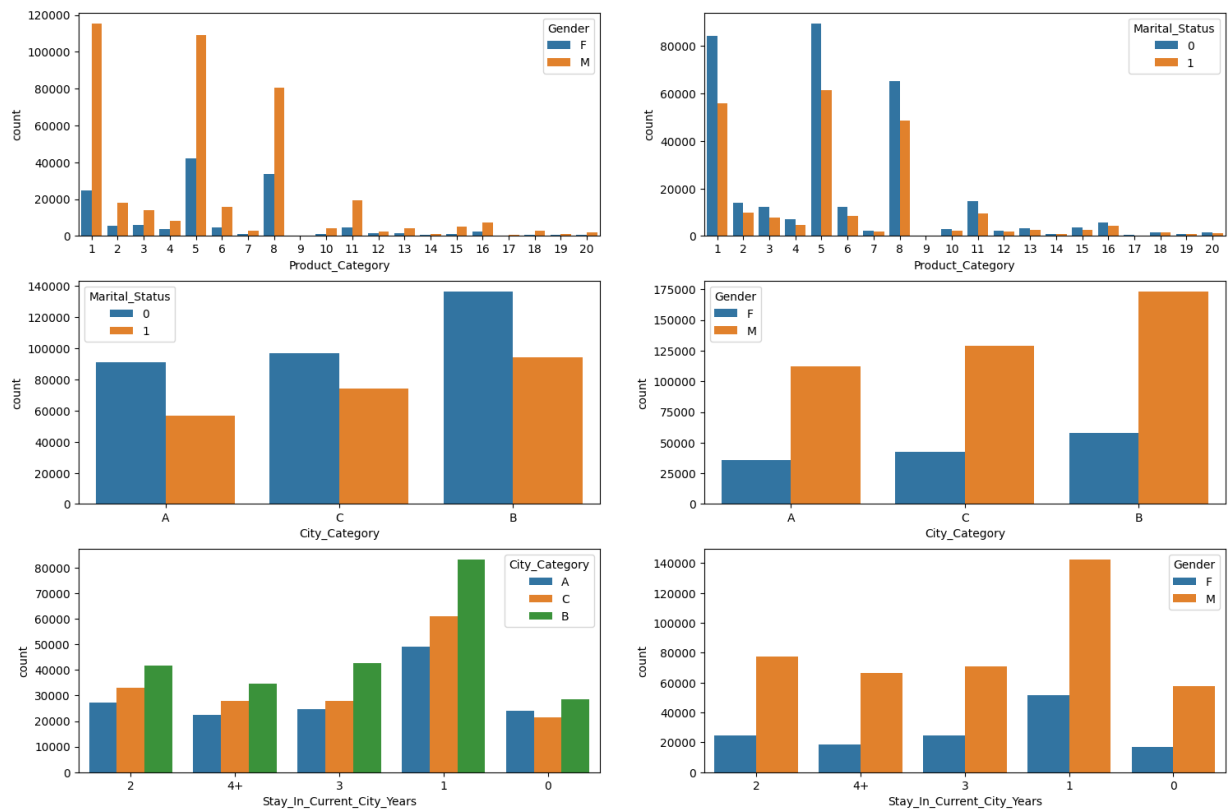 120000
100000
80000
60000
40000
20000
0
count
Gender
F
M
1 2 3 4 5 6 7 8 9 10 11 12 13 14 15 16 17 18 19 20
Product_Category
80000
60000
40000
20000
0
count
Marital_Status
0
1
1 2 3 4 5 6 7 8 9 10 11 12 13 14 15 16 17 18 19 20
Product_Category
140000
120000
100000
80000
60000
40000
20000
0
count
Marital_Status
0
1
A C B
City_Category
175000
150000
125000
100000
75000
50000
25000
0
count
Gender
F
M
A C B
City_Category
80000
70000
60000
50000
40000
30000
20000
10000
0
count
City_Category
A
C
B
2 4+ 3 1 0
Stay_In_Current_City_Years
140000
120000
100000
80000
60000
40000
20000
0
count
Gender
F
M
2 4+ 3 1 0
Stay_In_Current_City_Years